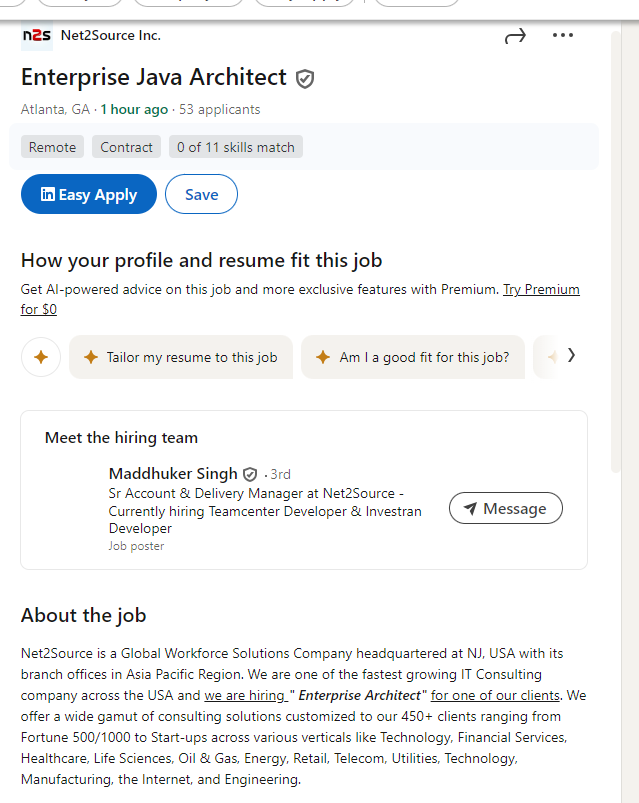 n2s Net2Source Inc.
Enterprise Java Architect
Atlanta, GA · 1 hour ago · 53 applicants
Remote Contract 0 of 11 skills match
in Easy Apply Save
How your profile and resume fit this job
Get AI-powered advice on this job and more exclusive features with Premium. Try Premium
for $0
Tailor my resume to this job Am I a good fit for this job?
Meet the hiring team
Maddhuker Singh · 3rd
Sr Account & Delivery Manager at Net2Source -
Currently hiring Teamcenter Developer & Investran
Developer
Message
Job poster
About the job
Net2Source is a Global Workforce Solutions Company headquartered at NJ, USA with its
branch offices in Asia Pacific Region. We are one of the fastest growing IT Consulting
company across the USA and we are hiring " Enterprise Architect" for one of our clients. We
offer a wide gamut of consulting solutions customized to our 450+ clients ranging from
Fortune 500/1000 to Start-ups across various verticals like Technology, Financial Services,
Healthcare, Life Sciences, Oil & Gas, Energy, Retail, Telecom, Utilities, Technology,
Manufacturing, the Internet, and Engineering.